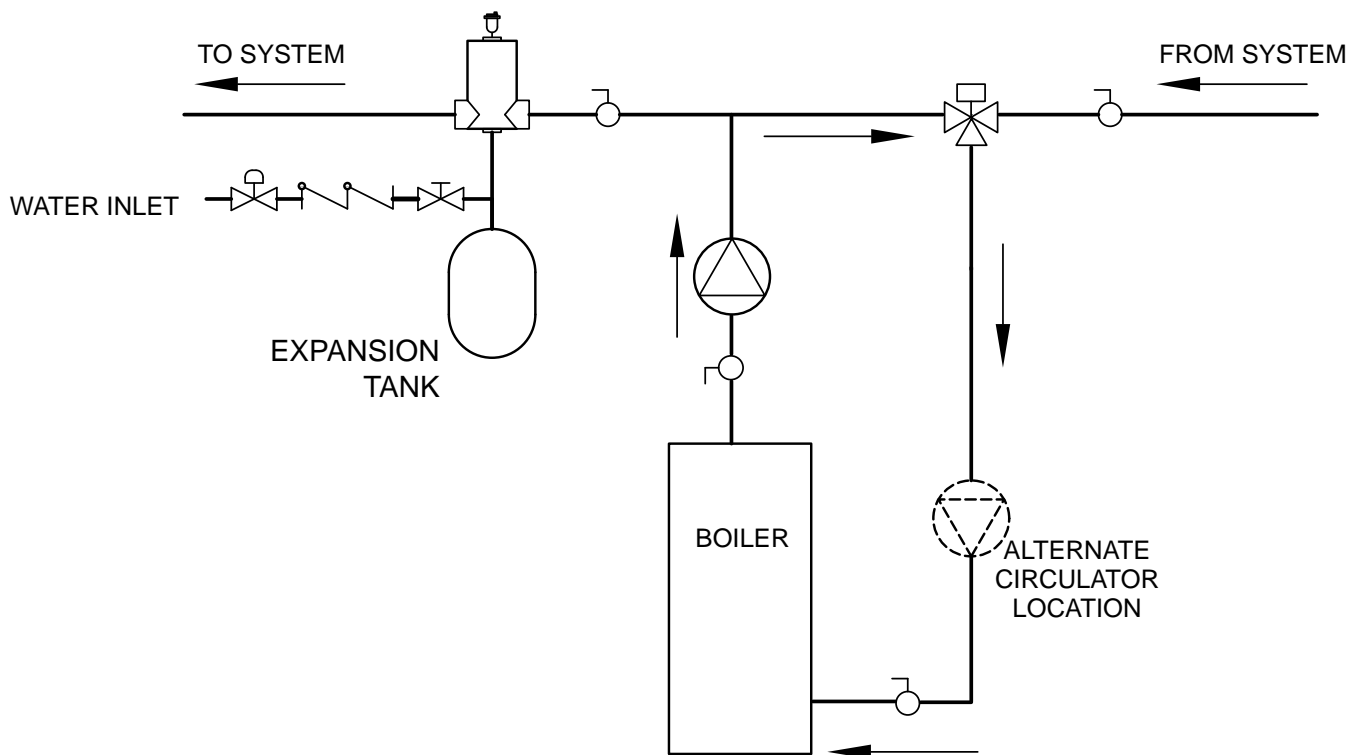 TO SYSTEM
FROM SYSTEM
WATER INLET
EXPANSION
TANK
BOILER
ALTERNATE
CIRCULATOR
LOCATION